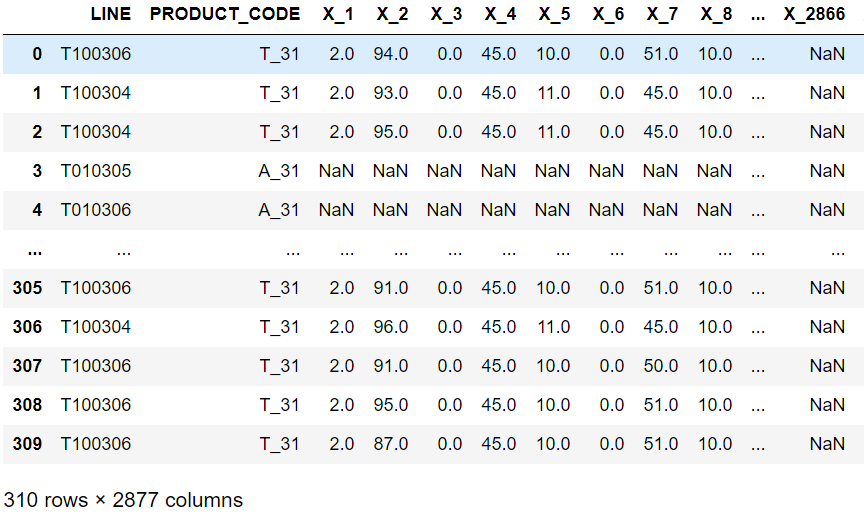 LINE PRODUCT_CODE X_1 X_2 X_3 X_4 X_5 X_6 X_7 X_8 ... X_2866
0 T100306 T_31 2.0 94.0 0.0 45.0 10.0 0.0 51.0 10.0 ... NaN
1 T100304 T_31 2.0 93.0 0.0 45.0 11.0 0.0 45.0 10.0 ... NaN
2 T100304 T_31 2.0 95.0 0.0 45.0 11.0 0.0 45.0 10.0 ... NaN
3 T010305 A_31 NaN NaN NaN NaN NaN NaN NaN NaN ... NaN
4 T010306 A_31 NaN NaN NaN NaN NaN NaN NaN NaN ... NaN
... ... ... ... ... ... ... ... ... ... ... ... ...
305 T100306 T_31 2.0 91.0 0.0 45.0 10.0 0.0 51.0 10.0 ... NaN
306 T100304 T_31 2.0 96.0 0.0 45.0 11.0 0.0 45.0 10.0 ... NaN
307 T100306 T_31 2.0 91.0 0.0 45.0 10.0 0.0 50.0 10.0 ... NaN
308 T100306 T_31 2.0 95.0 0.0 45.0 10.0 0.0 51.0 10.0 ... NaN
309 T100306 T_31 2.0 87.0 0.0 45.0 10.0 0.0 51.0 10.0 ... NaN
310 rows × 2877 columns